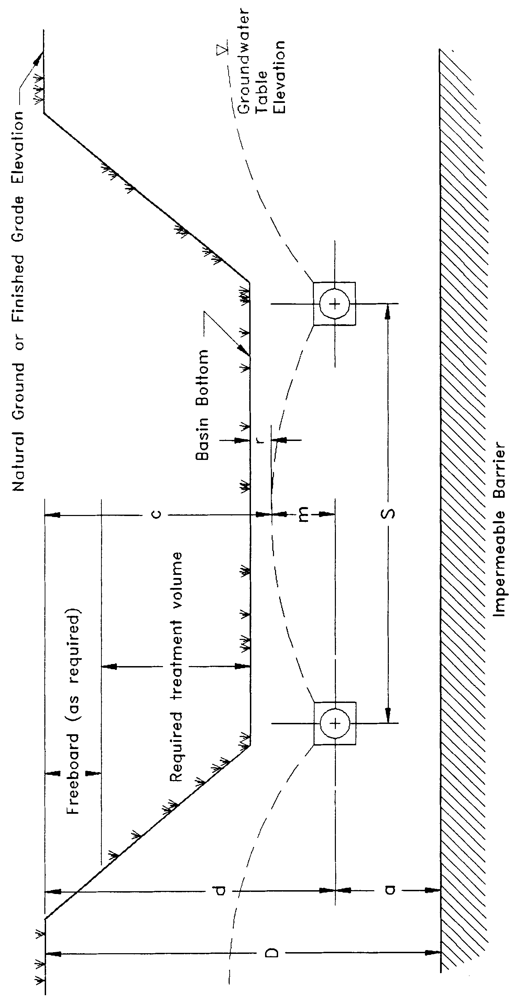 Natural Ground or Finished Grade Elevation
Freeboard (as required)
Required treatment volume
c
Basin Bottom
r
m
Groundwater
Table
Elevation
d
D
a
S
Impermeable Barrier